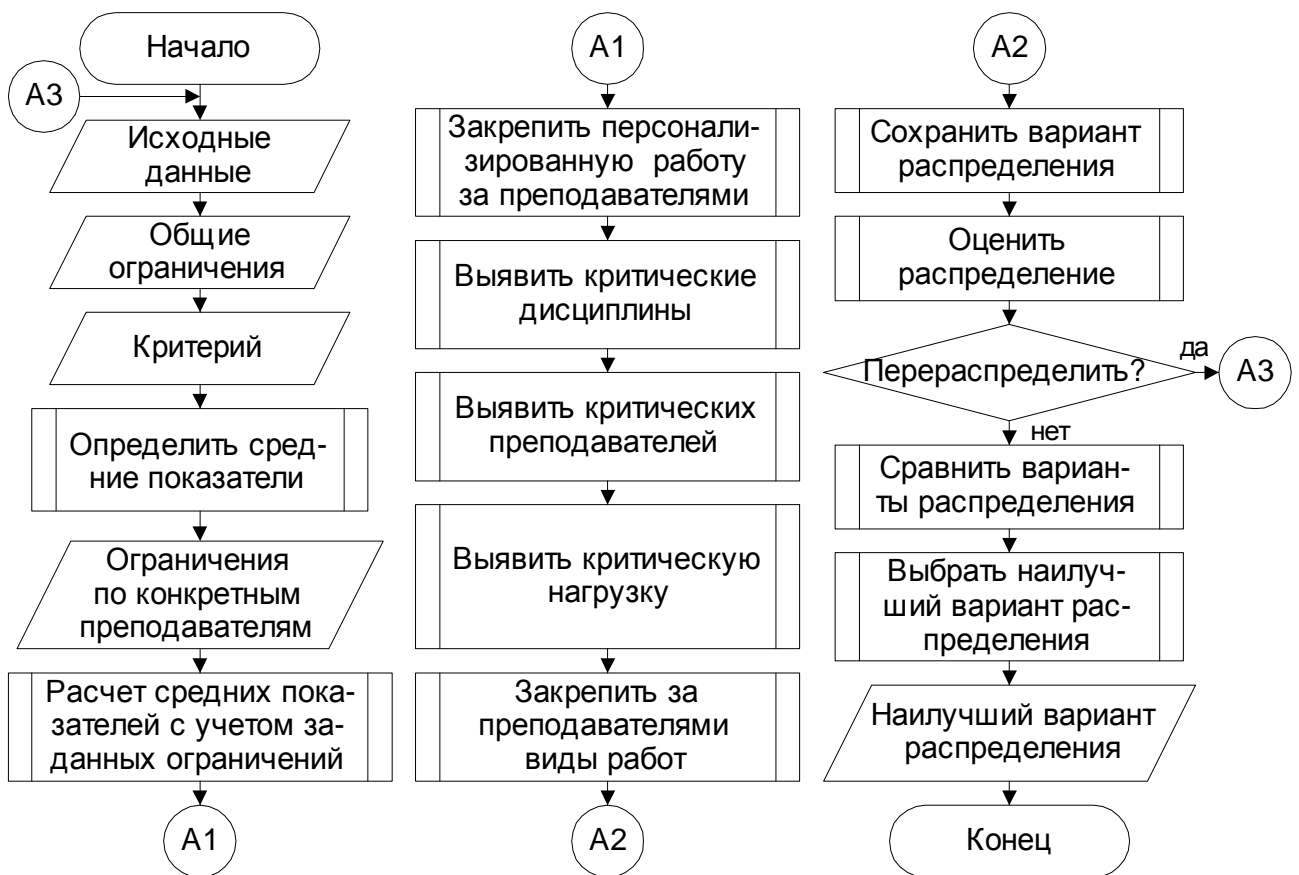 Начало
А3
Исходные
данные
Общие
ограничения
Критерий
Определить сред-
ние показатели
Ограничения
по конкретным
преподавателям
Расчет средних пока-
зателей с учетом за-
данных ограничений
А1
А1
Закрепить персонали-
зированную работу
за преподавателями
Выявить критические
дисциплины
Выявить критических
преподавателей
Выявить критическую
нагрузку
Закрепить за
преподавателями
виды работ
А2
А2
Сохранить вариант
распределения
Оценить
распределение
Перераспределить?
да
А3
нет
Сравнить вариан-
ты распределения
Выбрать наилуч-
ший вариант рас-
пределения
Наилучший вариант
распределения
Конец